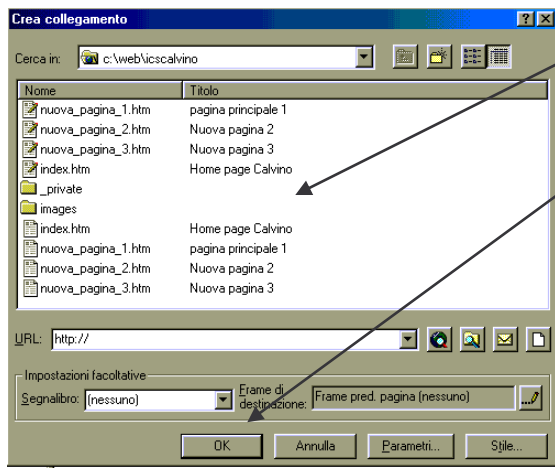 Crea collegamento
Cerca in: c:\web\icscalvino
Nome Titolo
nuova_pagina_1.htm pagina principale 1
nuova_pagina_2.htm Nuova pagina 2
nuova_pagina_3.htm Nuova pagina 3
index.htm Home page Calvino
_private
images
index.htm Home page Calvino
nuova_pagina_1.htm pagina principale 1
nuova_pagina_2.htm Nuova pagina 2
nuova_pagina_3.htm Nuova pagina 3
URL: http://
Impostazioni facoltative
Segnalibro: (nessuno) Frame di destinazione: Frame pred. pagina (nessuno)
OK Annulla Parametri... Stile...